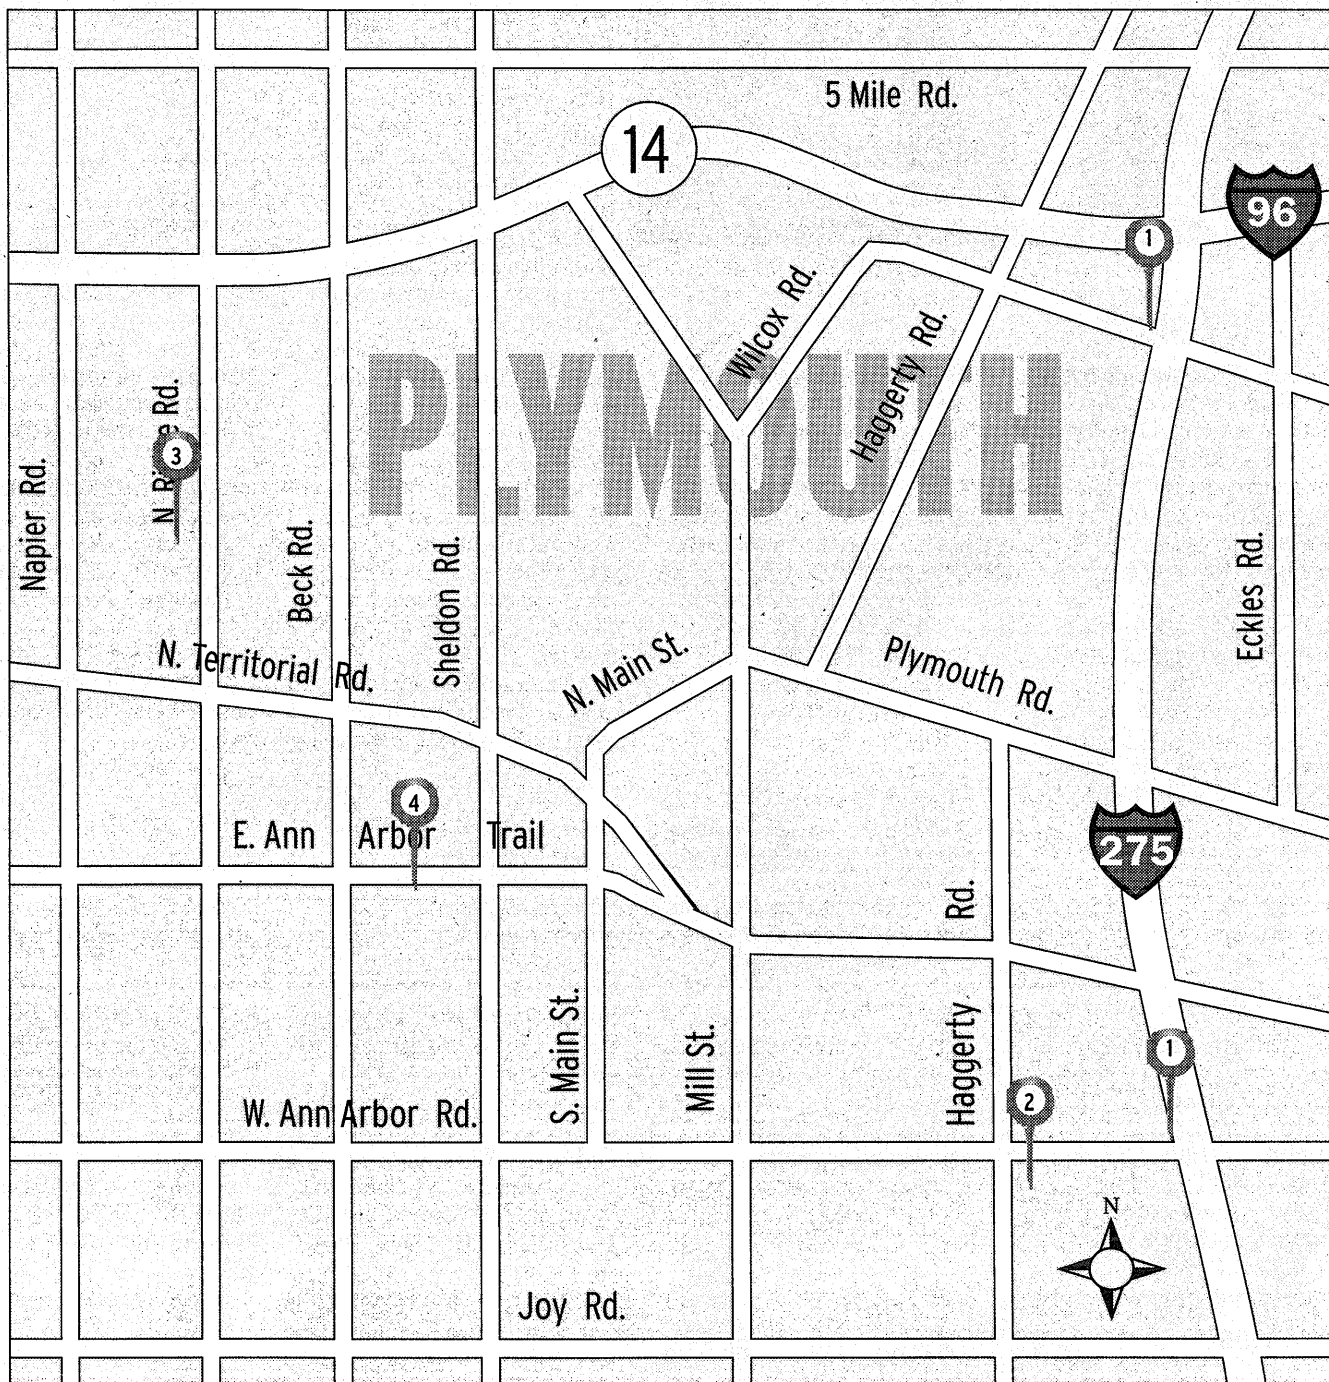 5 Mile Rd.
14
96
1
Wilcox Rd.
Haggerty Rd.
PLYMOUTH
Rd.
3
Napier Rd.
Beck Rd.
Sheldon Rd.
Eckles Rd.
N. Territorial Rd.
N. Main St.
Plymouth Rd.
4
E. Ann Arbor Trail
275
Haggerty Rd.
S. Main St.
Mill St.
1
2
W. Ann Arbor Rd.
N
Joy Rd.